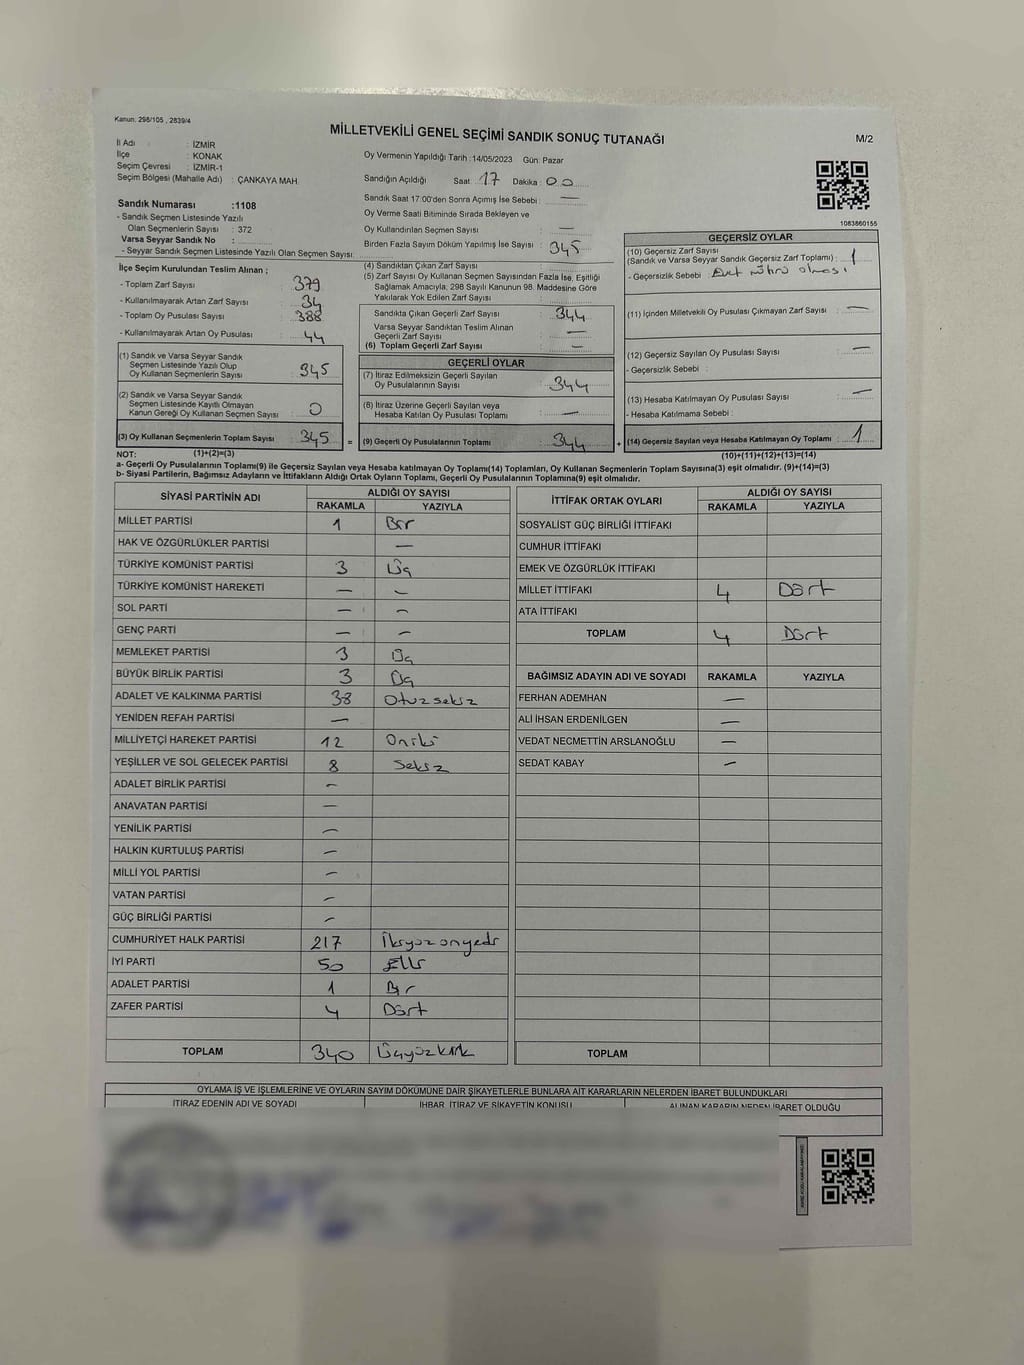 Kanun. 298/105 , 2839/4
MİLLETVEKİLİ GENEL SEÇİMİ SANDIK SONUÇ TUTANAĞI
M/2
İl Adı : İZMİR
İlçe : KONAK
Seçim Çevresi : İZMİR-1
Seçim Bölgesi (Mahalle Adı) : ÇANKAYA MAH.
Oy Vermenin Yapıldığı Tarih :14/05/2023 Gün: Pazar
Sandığın Açıldığı Saat: 17 Dakika : 00
Sandık Saat 17:00'den Sonra Açımış İse Sebebi : —
Oy Verme Saati Bitiminde Sırada Bekleyen ve
Oy Kullandırılan Seçmen Sayısı : —
Birden Fazla Sayım Döküm Yapılmış İse Sayısı : 345
1083860155
Sandık Numarası :1108
- Sandık Seçmen Listesinde Yazılı
Olan Seçmenlerin Sayısı : 372
Varsa Seyyar Sandık No :
- Seyyar Sandık Seçmen Listesinde Yazılı Olan Seçmen Sayısı:
İlçe Seçim Kurulundan Teslim Alınan ;
- Toplam Zarf Sayısı : 379
- Kullanılmayarak Artan Zarf Sayısı : 34
- Toplam Oy Pusulası Sayısı : 388
- Kullanılmayarak Artan Oy Pusulası : 44
(1) Sandık ve Varsa Seyyar Sandık
Seçmen Listesinde Yazılı Olup
Oy Kullanan Seçmenlerin Sayısı : 345
(2) Sandık ve Varsa Seyyar Sandık
Seçmen Listesinde Kayıtlı Olmayan
Kanun Gereği Oy Kullanan Seçmen Sayısı : 0
(3) Oy Kullanan Seçmenlerin Toplam Sayısı : 345 =
(4) Sandıktan Çıkan Zarf Sayısı :
(5) Zarf Sayısı Oy Kullanan Seçmen Sayısından Fazla İse, Eşitliği
Sağlamak Amacıyla, 298 Sayılı Kanunun 98. Maddesine Göre
Yakılarak Yok Edilen Zarf Sayısı :
Sandıkta Çıkan Geçerli Zarf Sayısı : 344
Varsa Seyyar Sandıktan Teslim Alınan
Geçerli Zarf Sayısı : —
(6) Toplam Geçerli Zarf Sayısı : —
GEÇERLİ OYLAR
(7) İtiraz Edilmeksizin Geçerli Sayılan
Oy Pusulalarının Sayısı : 344
(8) İtiraz Üzerine Geçerli Sayılan veya
Hesaba Katılan Oy Pusulası Toplamı : —
(9) Geçerli Oy Pusulalarının Toplamı : 344 +
GEÇERSİZ OYLAR
(10) Geçersiz Zarf Sayısı
(Sandık ve Varsa Seyyar Sandık Geçersiz Zarf Toplamı) : 1
- Geçersizlik Sebebi : Evet mührü olması
(11) İçinden Milletvekili Oy Pusulası Çıkmayan Zarf Sayısı : —
(12) Geçersiz Sayılan Oy Pusulası Sayısı : —
- Geçersizlik Sebebi :
(13) Hesaba Katılmayan Oy Pusulası Sayısı : —
- Hesaba Katılmama Sebebi :
(14) Geçersiz Sayılan veya Hesaba Katılmayan Oy Toplamı : 1
NOT: (1)+(2)=(3) (10)+(11)+(12)+(13)=(14)
a- Geçerli Oy Pusulalarının Toplamı(9) ile Geçersiz Sayılan veya Hesaba katılmayan Oy Toplamı(14) Toplamları, Oy Kullanan Seçmenlerin Toplam Sayısına(3) eşit olmalıdır. (9)+(14)=(3)
b- Siyasi Partilerin, Bağımsız Adayların ve İttifakların Aldığı Ortak Oyların Toplamı, Geçerli Oy Pusulalarının Toplamına(9) eşit olmalıdır.
SİYASİ PARTİNİN ADI ALDIĞI OY SAYISI
RAKAMLA YAZIYLA
MİLLET PARTİSİ 1 Bir
HAK VE ÖZGÜRLÜKLER PARTİSİ —
TÜRKİYE KOMÜNİST PARTİSİ 3 Üç
TÜRKİYE KOMÜNİST HAREKETİ — —
SOL PARTİ — —
GENÇ PARTİ — —
MEMLEKET PARTİSİ 3 Üç
BÜYÜK BİRLİK PARTİSİ 3 Üç
ADALET VE KALKINMA PARTİSİ 38 Otuzsekiz
YENİDEN REFAH PARTİSİ —
MİLLİYETÇİ HAREKET PARTİSİ 12 Oniki
YEŞİLLER VE SOL GELECEK PARTİSİ 8 Sekiz
ADALET BİRLİK PARTİSİ —
ANAVATAN PARTİSİ —
YENİLİK PARTİSİ —
HALKIN KURTULUŞ PARTİSİ —
MİLLİ YOL PARTİSİ —
VATAN PARTİSİ —
GÜÇ BİRLİĞİ PARTİSİ —
CUMHURİYET HALK PARTİSİ 217 İkiyüzonyedi
İYİ PARTİ 50 Elli
ADALET PARTİSİ 1 Bir
ZAFER PARTİSİ 4 Dört
TOPLAM 340 Üçyüzkırk
İTTİFAK ORTAK OYLARI ALDIĞI OY SAYISI
RAKAMLA YAZIYLA
SOSYALİST GÜÇ BİRLİĞİ İTTİFAKI
CUMHUR İTTİFAKI
EMEK VE ÖZGÜRLÜK İTTİFAKI
MİLLET İTTİFAKI 4 Dört
ATA İTTİFAKI
TOPLAM 4 Dört
BAĞIMSIZ ADAYIN ADI VE SOYADI RAKAMLA YAZIYLA
FERHAN ADEMHAN —
ALİ İHSAN ERDENİLGEN —
VEDAT NECMETTİN ARSLANOĞLU —
SEDAT KABAY —
TOPLAM
OYLAMA İŞ VE İŞLEMLERİNE VE OYLARIN SAYIM DÖKÜMÜNE DAİR ŞİKAYETLERLE BUNLARA AİT KARARLARIN NELERDEN İBARET BULUNDUKLARI
İTİRAZ EDENİN ADI VE SOYADI İHBAR, İTİRAZ VE ŞİKAYETİN KONUSU ALINAN KARARIN NEDEN İBARET OLDUĞU